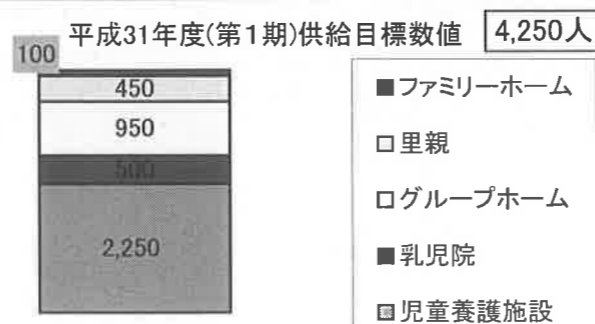 平成31年度(第1期)供給目標数値 4,250人
100
450
950
500
2,250
■ファミリーホーム
□里親
□グループホーム
■乳児院
■児童養護施設